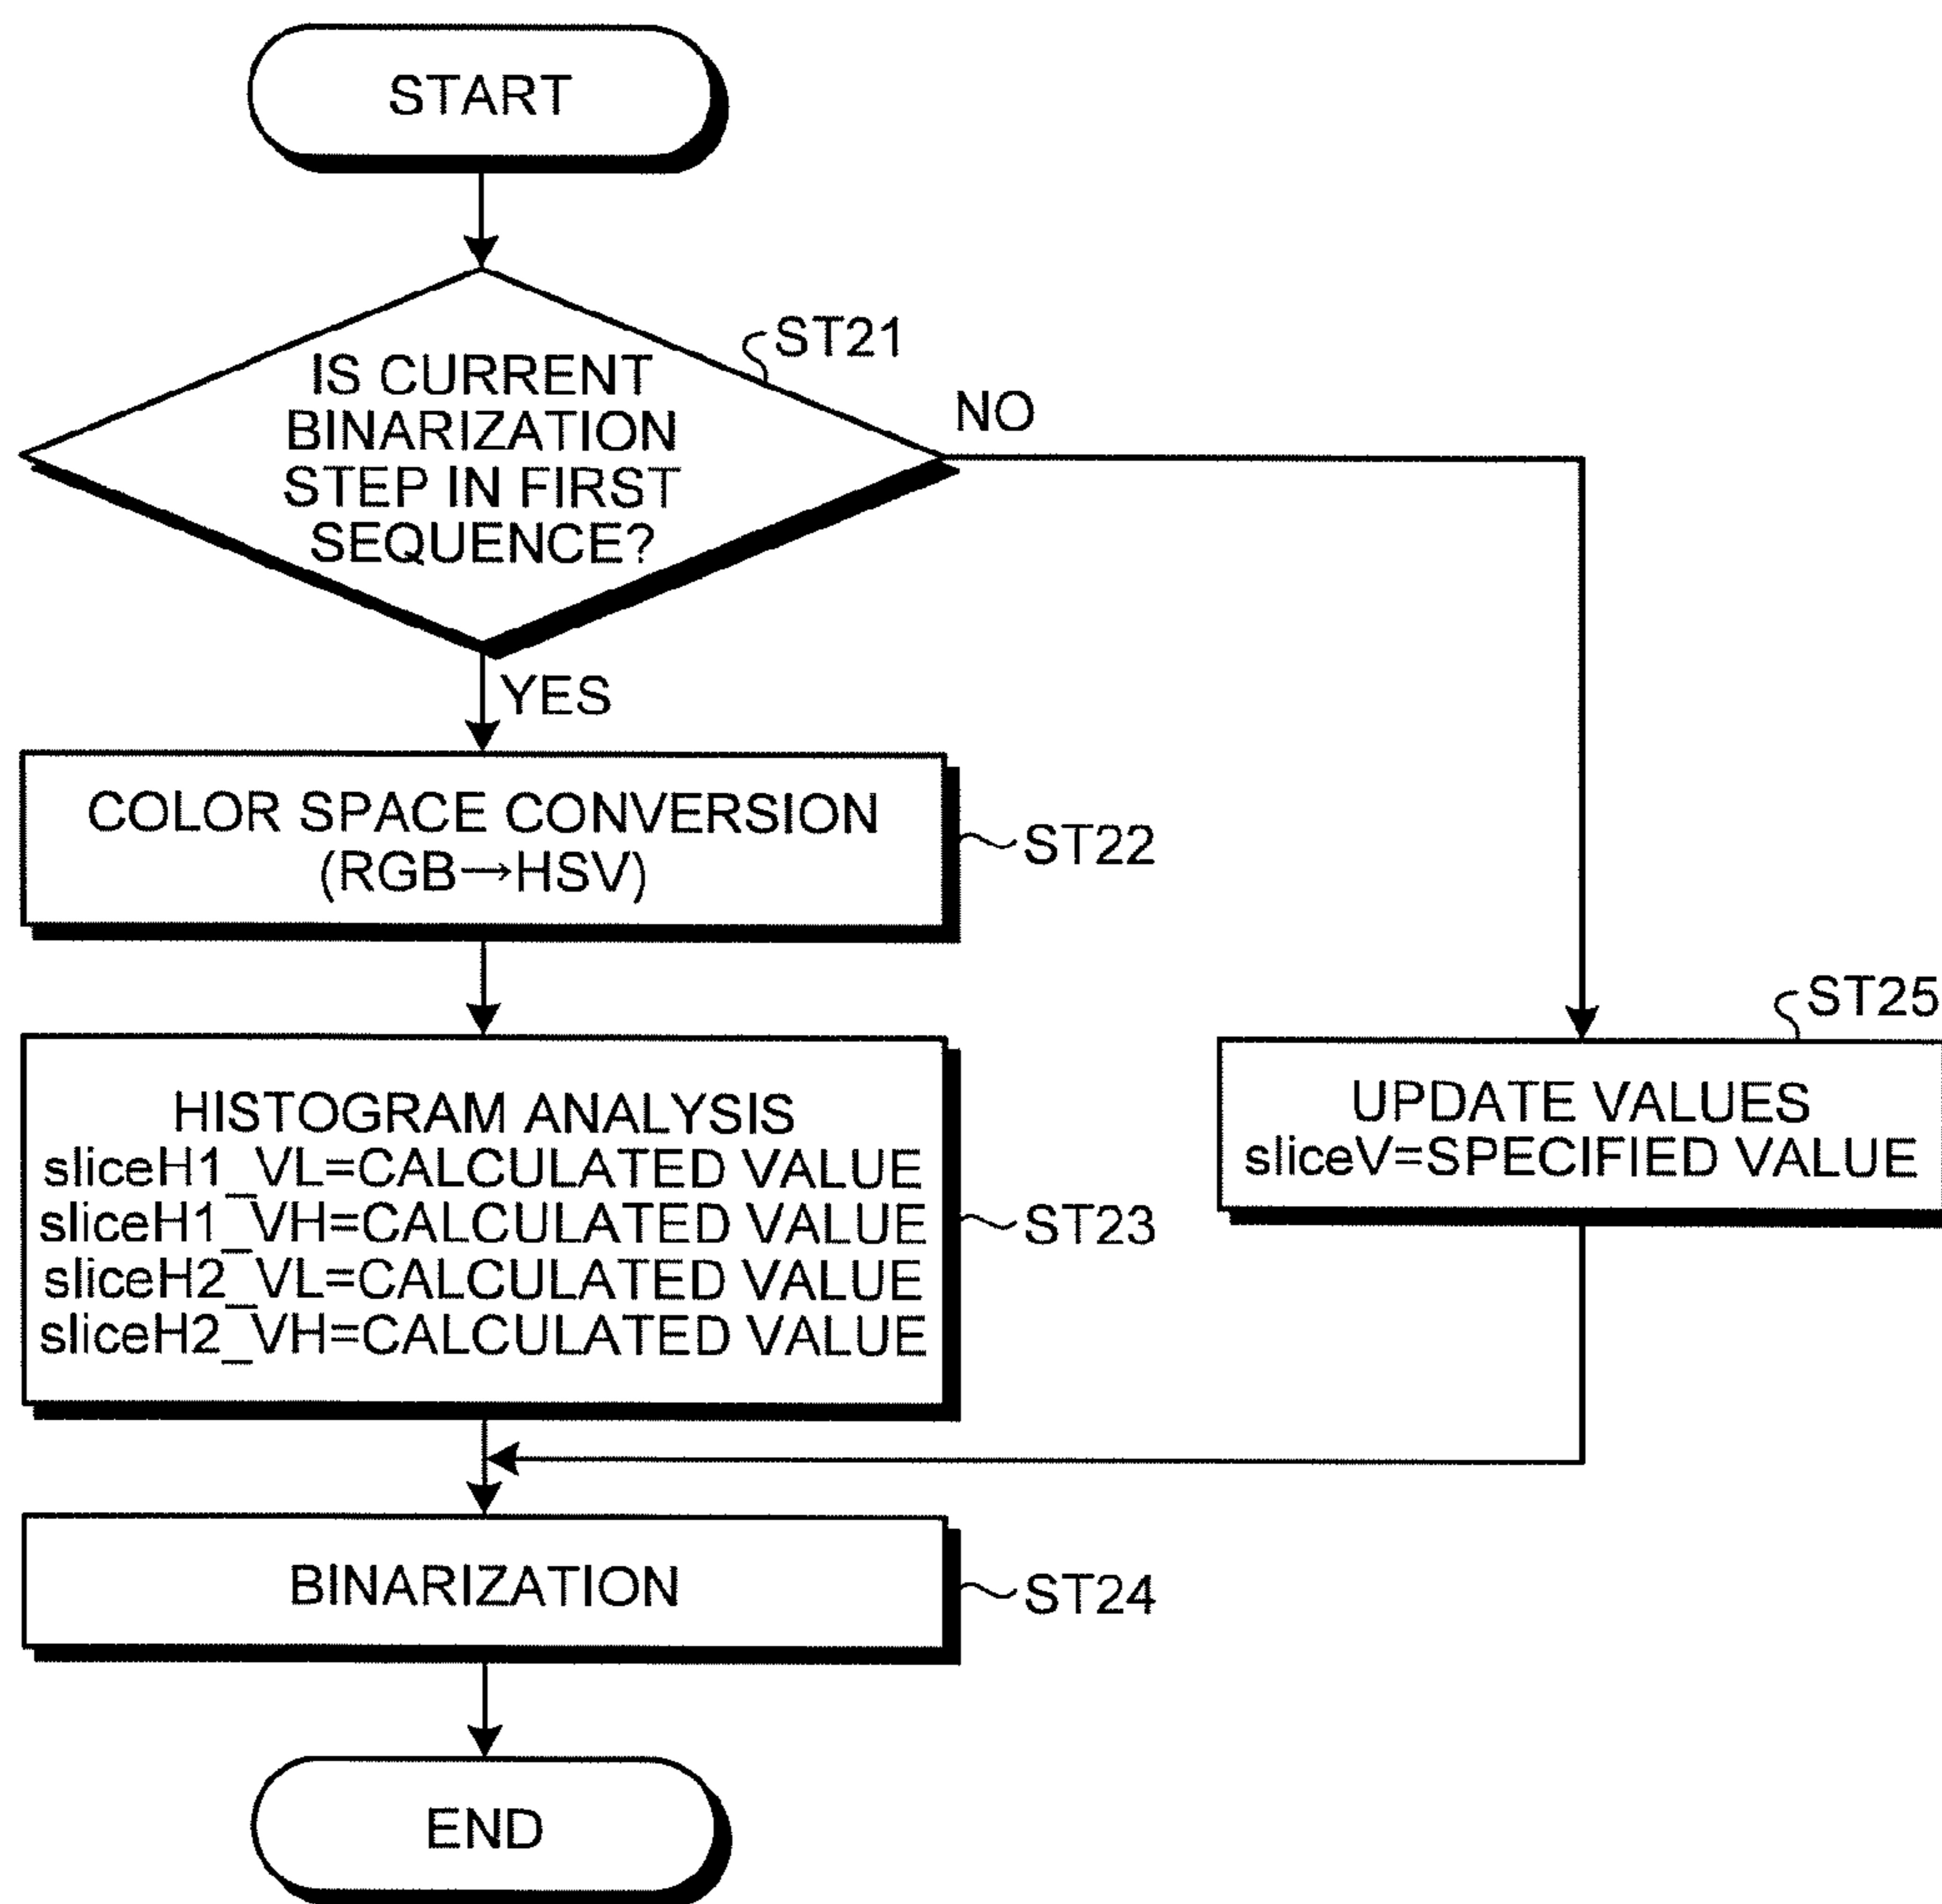 START
ST21
IS CURRENT
BINARIZATION
STEP IN FIRST
SEQUENCE?
NO
YES
COLOR SPACE CONVERSION
(RGB→HSV)
ST22
HISTOGRAM ANALYSIS
sliceH1_VL=CALCULATED VALUE
sliceH1_VH=CALCULATED VALUE
sliceH2_VL=CALCULATED VALUE
sliceH2_VH=CALCULATED VALUE
ST23
ST25
UPDATE VALUES
sliceV=SPECIFIED VALUE
BINARIZATION
ST24
END